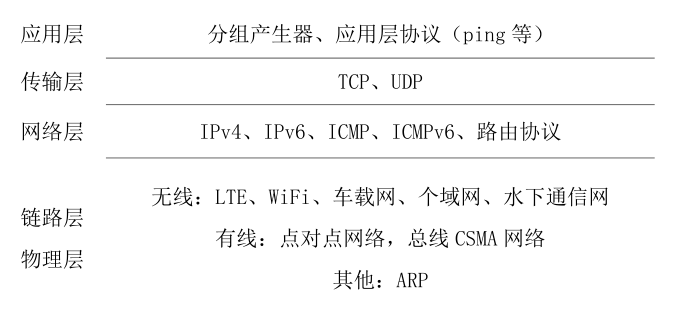 应用层 分组产生器、应用层协议（ping 等）
传输层 TCP、UDP
网络层 IPv4、IPv6、ICMP、ICMPv6、路由协议
无线：LTE、WiFi、车载网、个域网、水下通信网
链路层
有线：点对点网络，总线 CSMA 网络
物理层
其他：ARP